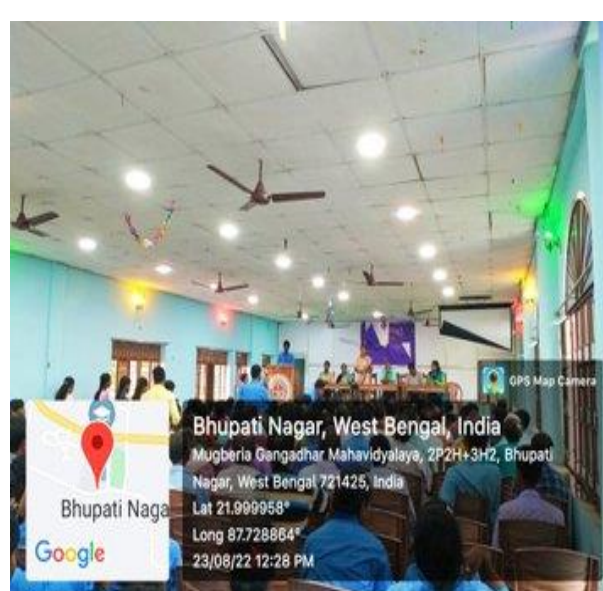 GPS Map Camera
Bhupati Nagar, West Bengal, India
Mugberia Gangadhar Mahavidyalaya, 2P2H+3H2, Bhupati
Nagar, West Bengal 721425, India
Lat 21.999958°
Long 87.728864°
23/08/22 12:28 PM
Bhupati Naga
Google